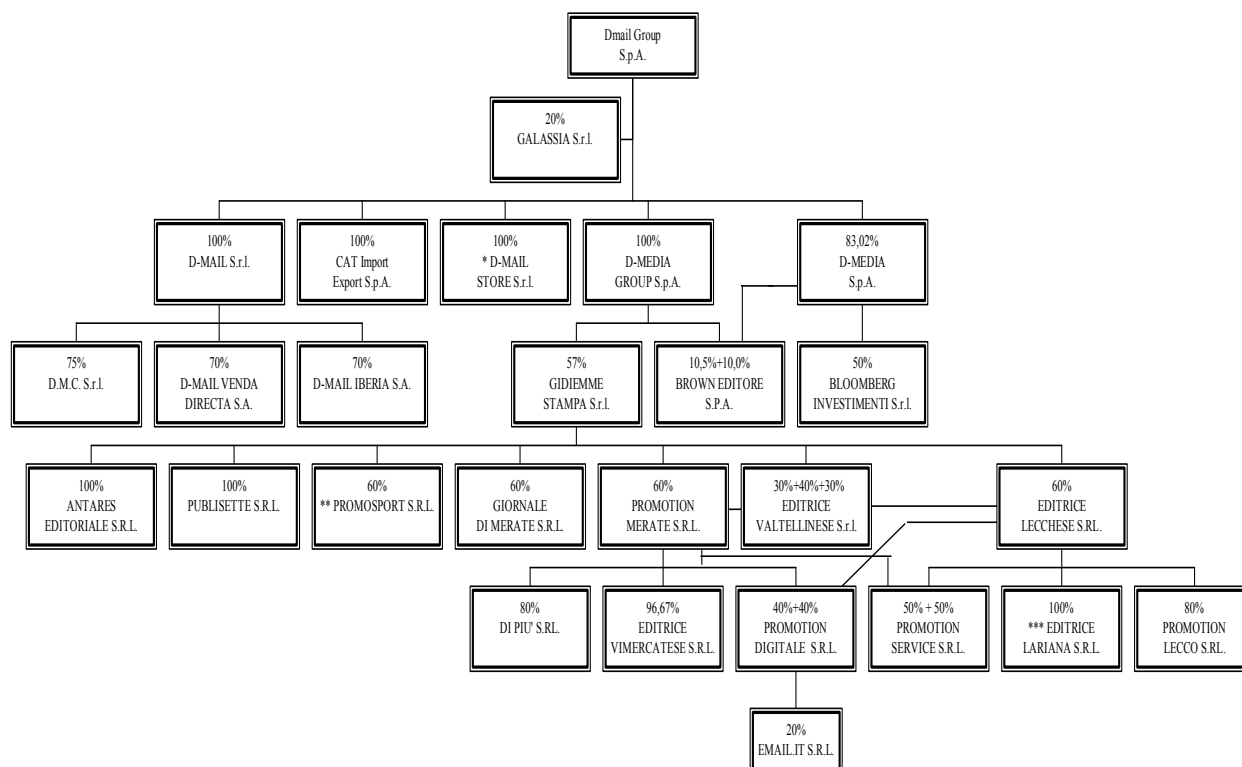 Dmail Group
S.p.A.
20%
GALASSIA S.r.l.
100%
D-MAIL S.r.l.
100%
CAT Import
Export S.p.A.
100%
* D-MAIL
STORE S.r.l.
100%
D-MEDIA
GROUP S.p.A.
83,02%
D-MEDIA
S.p.A.
75%
D.M.C. S.r.l.
70%
D-MAIL VENDA
DIRECTA S.A.
70%
D-MAIL IBERIA S.A.
57%
GIDIEMME
STAMPA S.r.l.
10,5%+10,0%
BROWN EDITORE
S.P.A.
50%
BLOOMBERG
INVESTIMENTI S.r.l.
100%
ANTARES
EDITORIALE S.R.L.
100%
PUBLISETTE S.R.L.
60%
** PROMOSPORT S.R.L.
60%
GIORNALE
DI MERATE S.R.L.
60%
PROMOTION
MERATE S.R.L.
30%+40%+30%
EDITRICE
VALTELLINESE S.r.l.
60%
EDITRICE
LECCHESE S.RL.
80%
DI PIU' S.RL.
96,67%
EDITRICE
VIMERCATESE S.R.L.
40%+40%
PROMOTION
DIGITALE S.R.L.
50% + 50%
PROMOTION
SERVICE S.R.L.
100%
*** EDITRICE
LARIANA S.R.L.
80%
PROMOTION
LECCO S.RL.
20%
EMAIL.IT S.R.L.